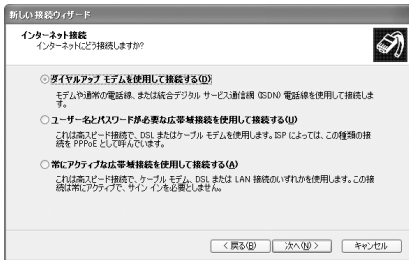 新しい接続ウィザード
インターネット接続
インターネットにどう接続しますか?
ダイヤルアップ モデムを使用して接続する(D)
モデムや通常の電話線、または統合デジタル サービス通信網 (ISDN) 電話線を使用して接続しま
す。
ユーザー名とパスワードが必要な広帯域接続を使用して接続する(U)
これは高スピード接続で、DSL またはケーブル モデムを使用します。ISP によっては、この種類の接
続を PPPoE として呼んでいます。
常にアクティブな広帯域接続を使用して接続する(A)
これは高スピード接続で、ケーブル モデム、DSL または LAN 接続のいずれかを使用します。この接
続は常にアクティブで、サイン インを必要としません。
< 戻る(B)
次へ(N) >
キャンセル